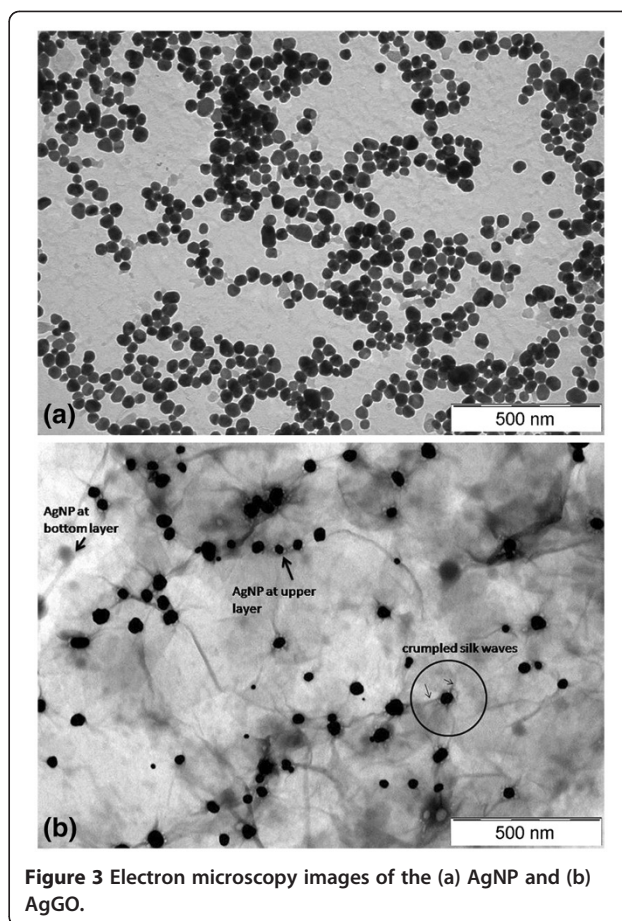 (a)
500 nm
AgNP at
bottom layer
AgNP at upper
layer
crumpled silk waves
(b)
500 nm
Figure 3 Electron microscopy images of the (a) AgNP and (b)
AgGO.